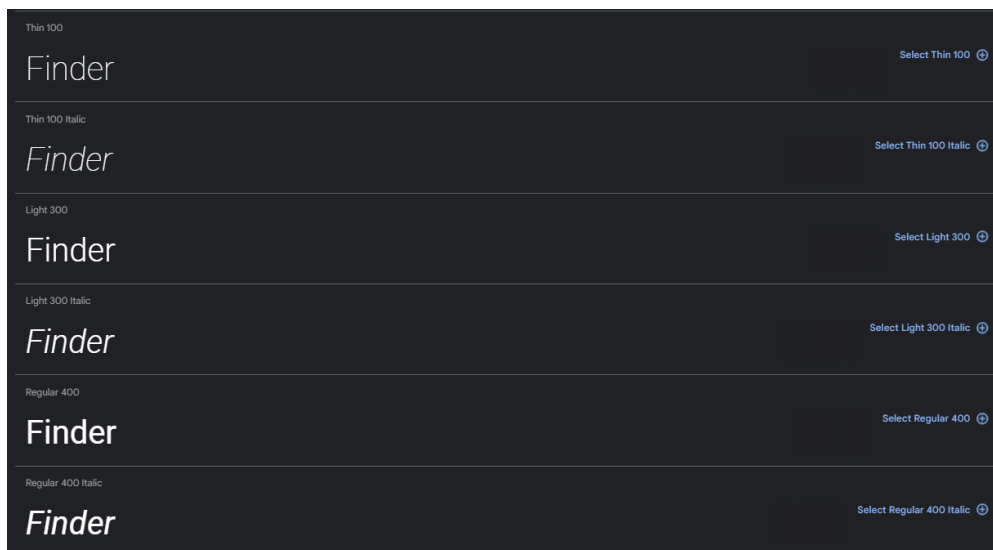 Thin 100
Finder
Select Thin 100
Thin 100 Italic
Finder
Select Thin 100 Italic
Light 300
Finder
Select Light 300
Light 300 Italic
Finder
Select Light 300 Italic
Regular 400
Finder
Select Regular 400
Regular 400 Italic
Finder
Select Regular 400 Italic